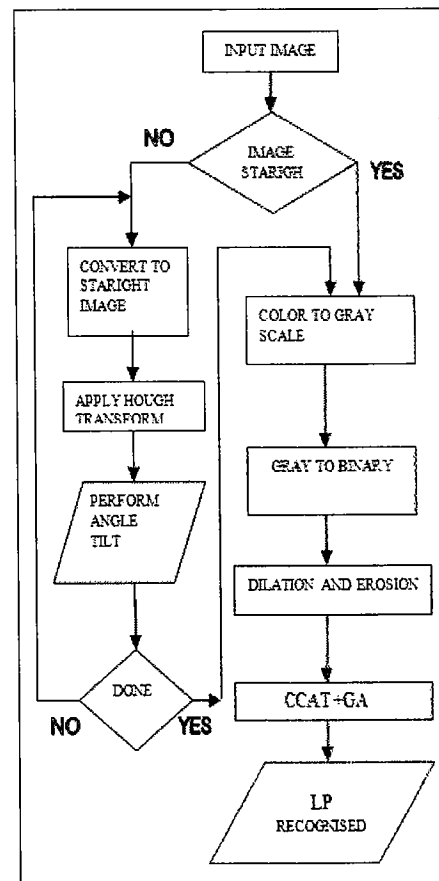 INPUT IMAGE
NO
IMAGE
STARIGH
YES
CONVERT TO
STARIGHT
IMAGE
COLOR TO GRAY
SCALE
APPLY HOUGH
TRANSFORM
GRAY TO BINARY
PERFORM
ANGLE
TILT
DILATION AND EROSION
DONE
NO
YES
CCAT+GA
LP
RECOGNISED